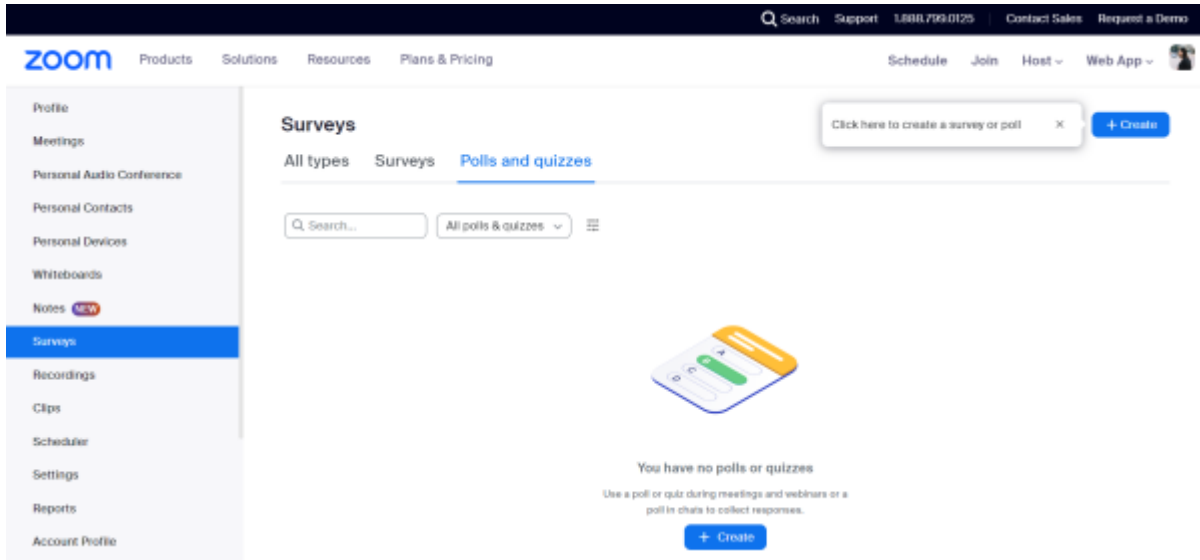 Search Support 1.888.799.0125 Contact Sales Request a Demo
zoom Products Solutions Resources Plans & Pricing Schedule Join Host Web App
Profile
Meetings
Personal Audio Conference
Personal Contacts
Personal Devices
Whiteboards
Notes NEW
Surveys
Recordings
Clips
Scheduler
Settings
Reports
Account Profile
Surveys
Click here to create a survey or poll × + Create
All types Surveys Polls and quizzes
Search... All polls & quizzes
A
B
C
D
You have no polls or quizzes
Use a poll or quiz during meetings and webinars or a
poll in chats to collect responses.
+ Create